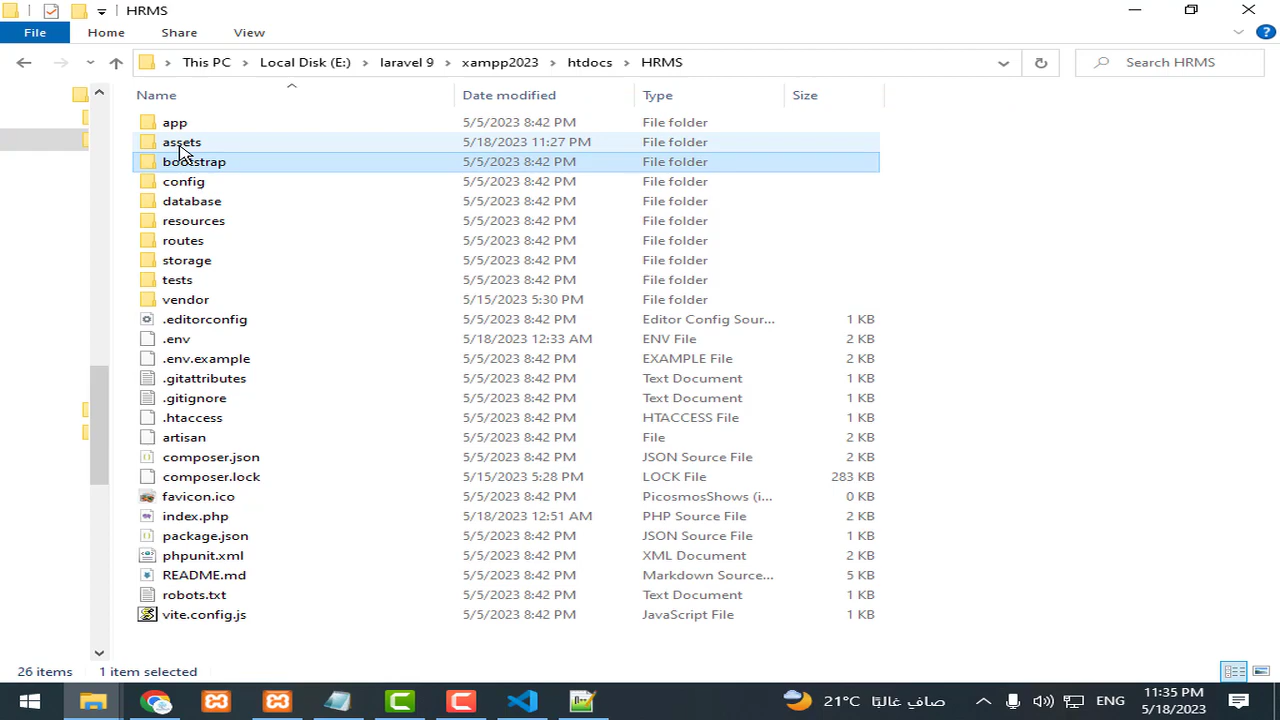 HRMS
File Home Share View
This PC Local Disk (E:) laravel 9 xampp2023 htdocs HRMS Search HRMS
Name Date modified Type Size
app 5/5/2023 8:42 PM File folder
assets 5/18/2023 11:27 PM File folder
bootstrap 5/5/2023 8:42 PM File folder
config 5/5/2023 8:42 PM File folder
database 5/5/2023 8:42 PM File folder
resources 5/5/2023 8:42 PM File folder
routes 5/5/2023 8:42 PM File folder
storage 5/5/2023 8:42 PM File folder
tests 5/5/2023 8:42 PM File folder
vendor 5/15/2023 5:30 PM File folder
.editorconfig 5/5/2023 8:42 PM Editor Config Sour... 1 KB
.env 5/18/2023 12:33 AM ENV File 2 KB
.env.example 5/5/2023 8:42 PM EXAMPLE File 2 KB
.gitattributes 5/5/2023 8:42 PM Text Document 1 KB
.gitignore 5/5/2023 8:42 PM Text Document 1 KB
.htaccess 5/5/2023 8:42 PM HTACCESS File 1 KB
artisan 5/5/2023 8:42 PM File 2 KB
composer.json 5/5/2023 8:42 PM JSON Source File 2 KB
composer.lock 5/15/2023 5:28 PM LOCK File 283 KB
favicon.ico 5/5/2023 8:42 PM PicosmosShows (i... 0 KB
index.php 5/18/2023 12:51 AM PHP Source File 2 KB
package.json 5/5/2023 8:42 PM JSON Source File 1 KB
phpunit.xml 5/5/2023 8:42 PM XML Document 2 KB
README.md 5/5/2023 8:42 PM Markdown Source... 5 KB
robots.txt 5/5/2023 8:42 PM Text Document 1 KB
vite.config.js 5/5/2023 8:42 PM JavaScript File 1 KB
26 items 1 item selected
21°C صاف غالبًا ENG 11:35 PM
5/18/2023